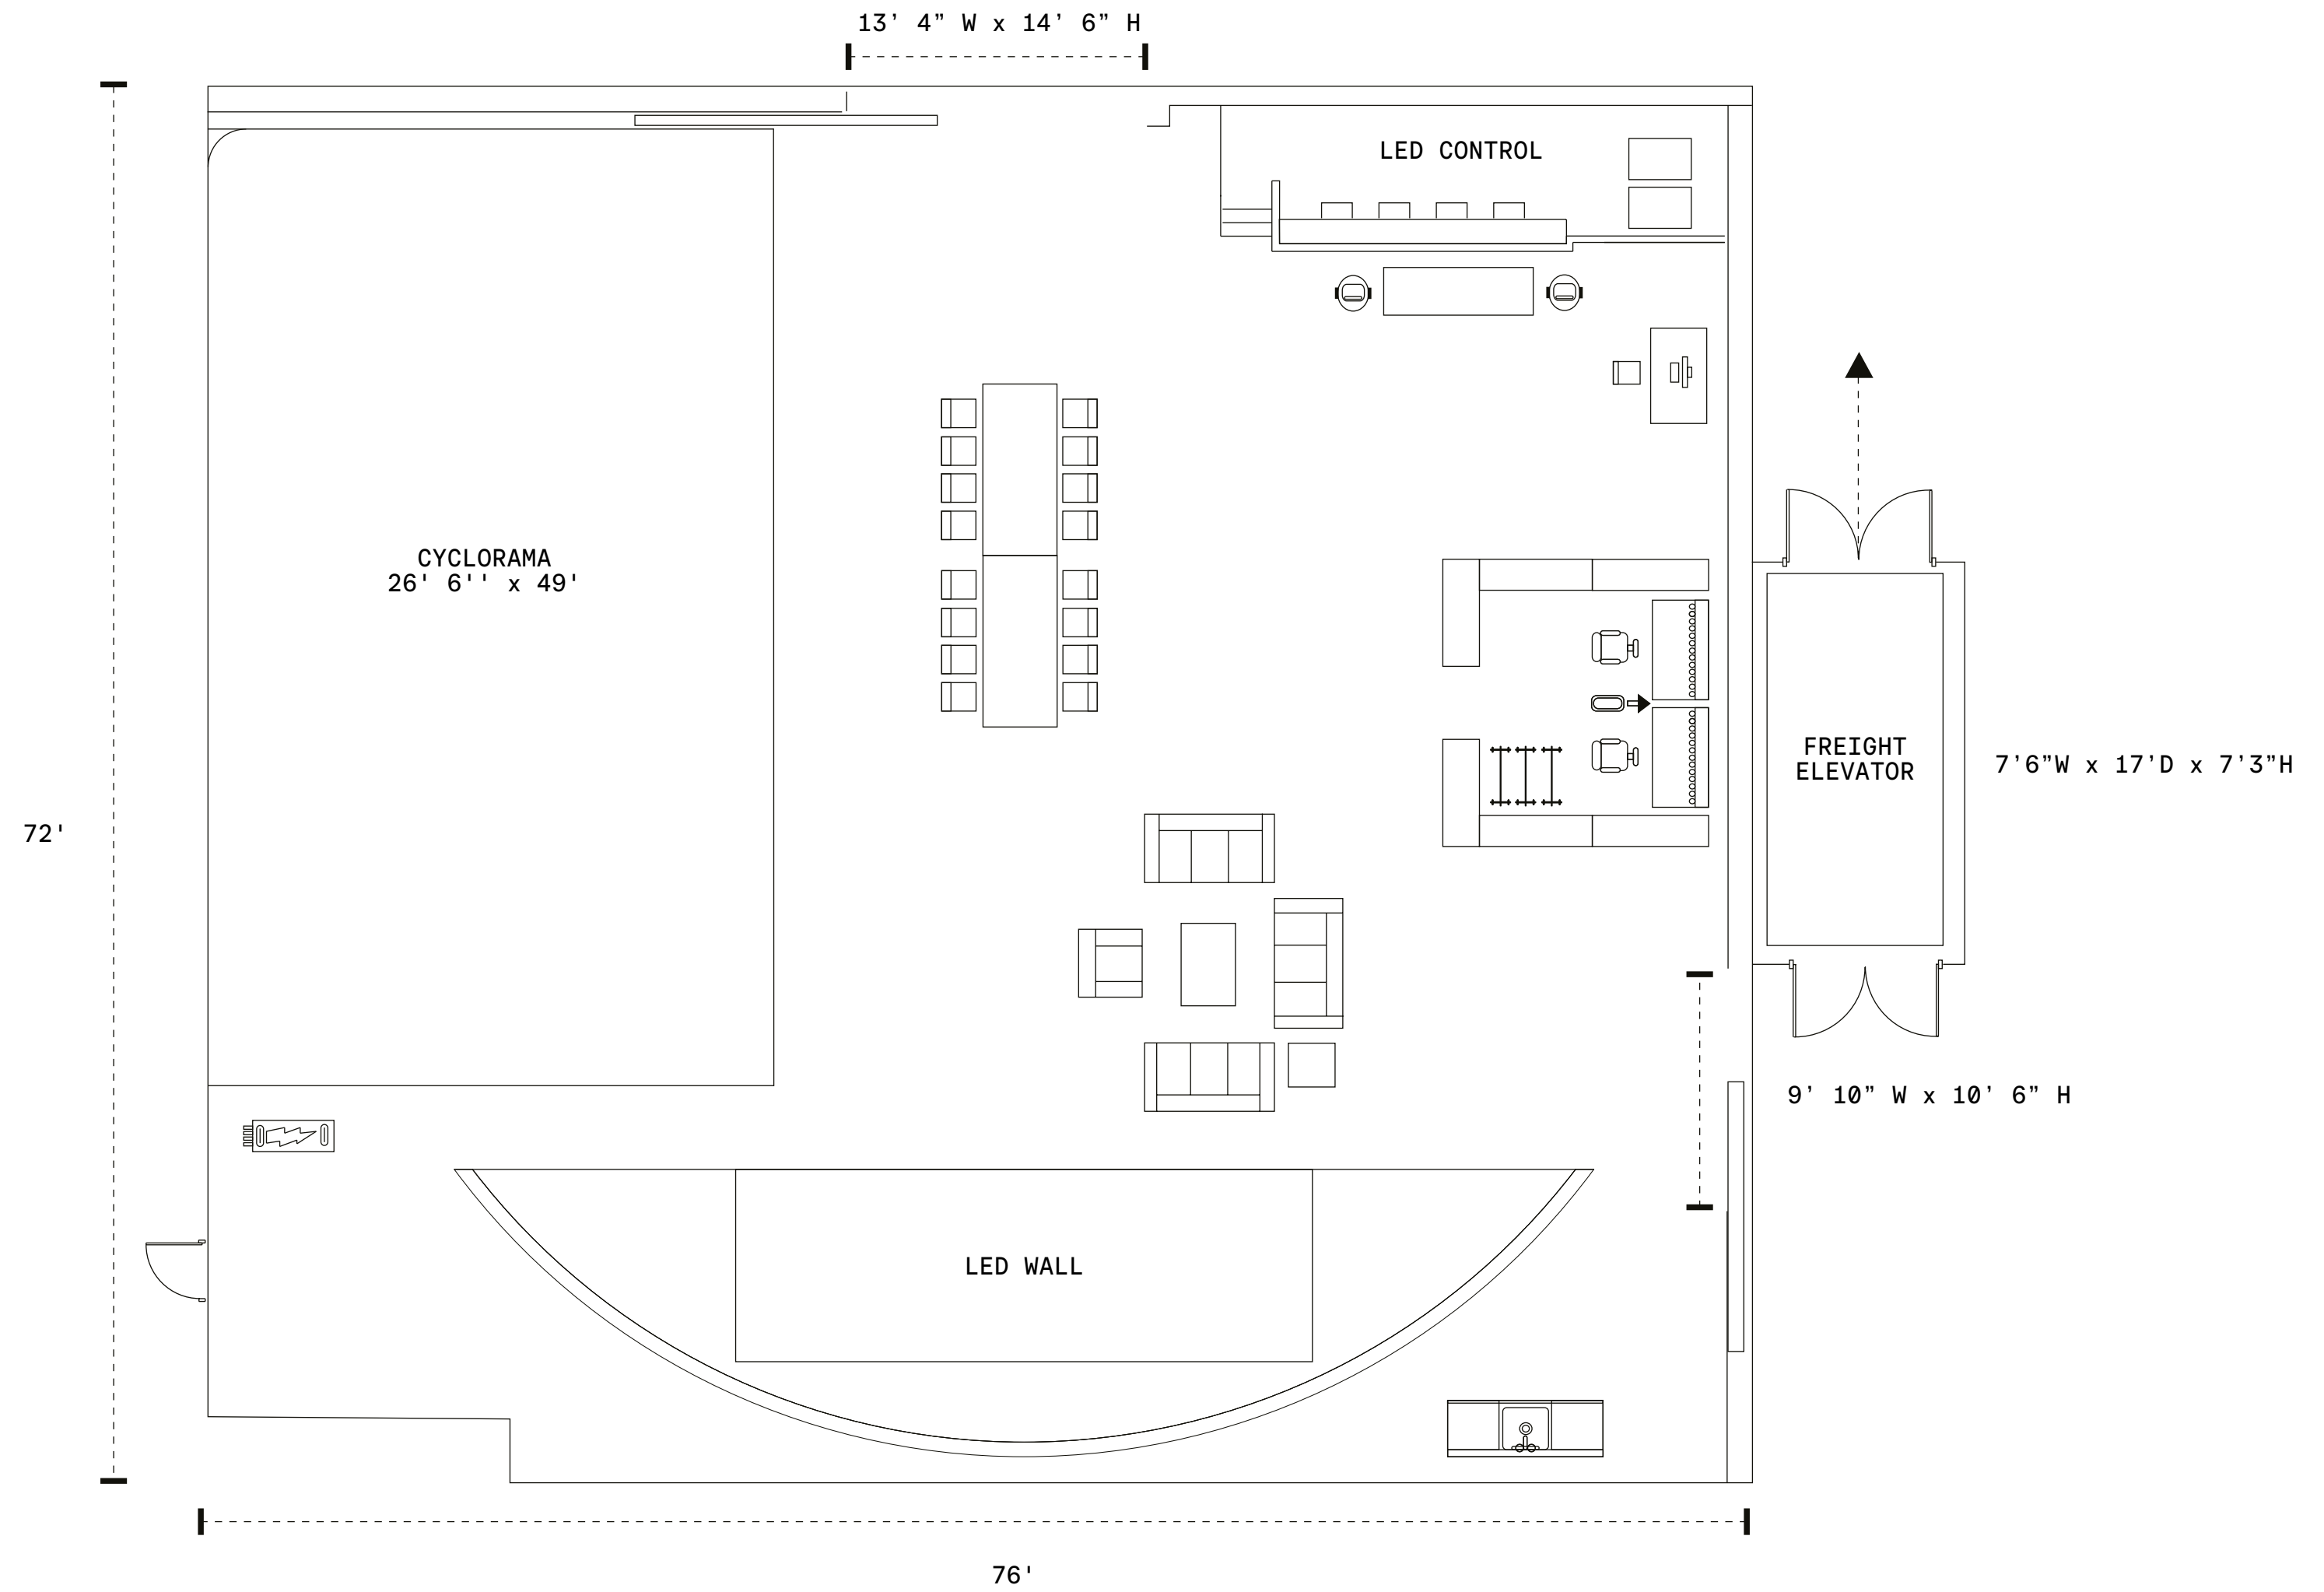 13’ 4” W x 14’ 6” H
LED CONTROL
CYCLORAMA
26' 6'' x 49'
FREIGHT
ELEVATOR
7’6”W x 17’D x 7’3”H
72'
9’ 10” W x 10’ 6” H
LED WALL
76'